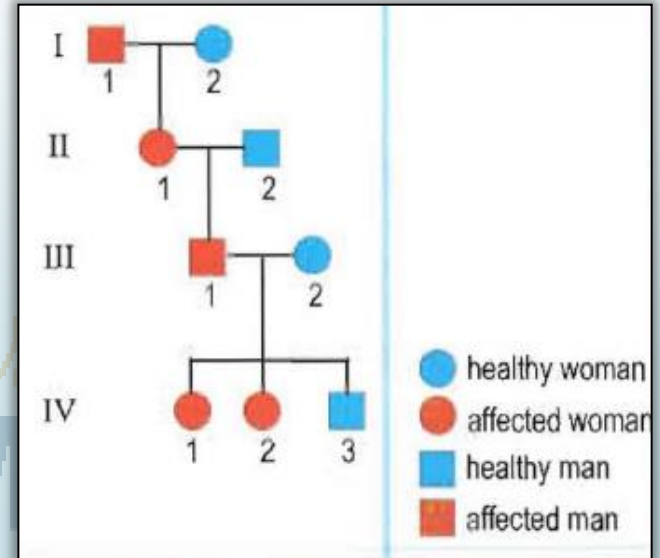 I
1 2
II
1 2
III
1 2
IV
1 2 3
healthy woman
affected woman
healthy man
affected man